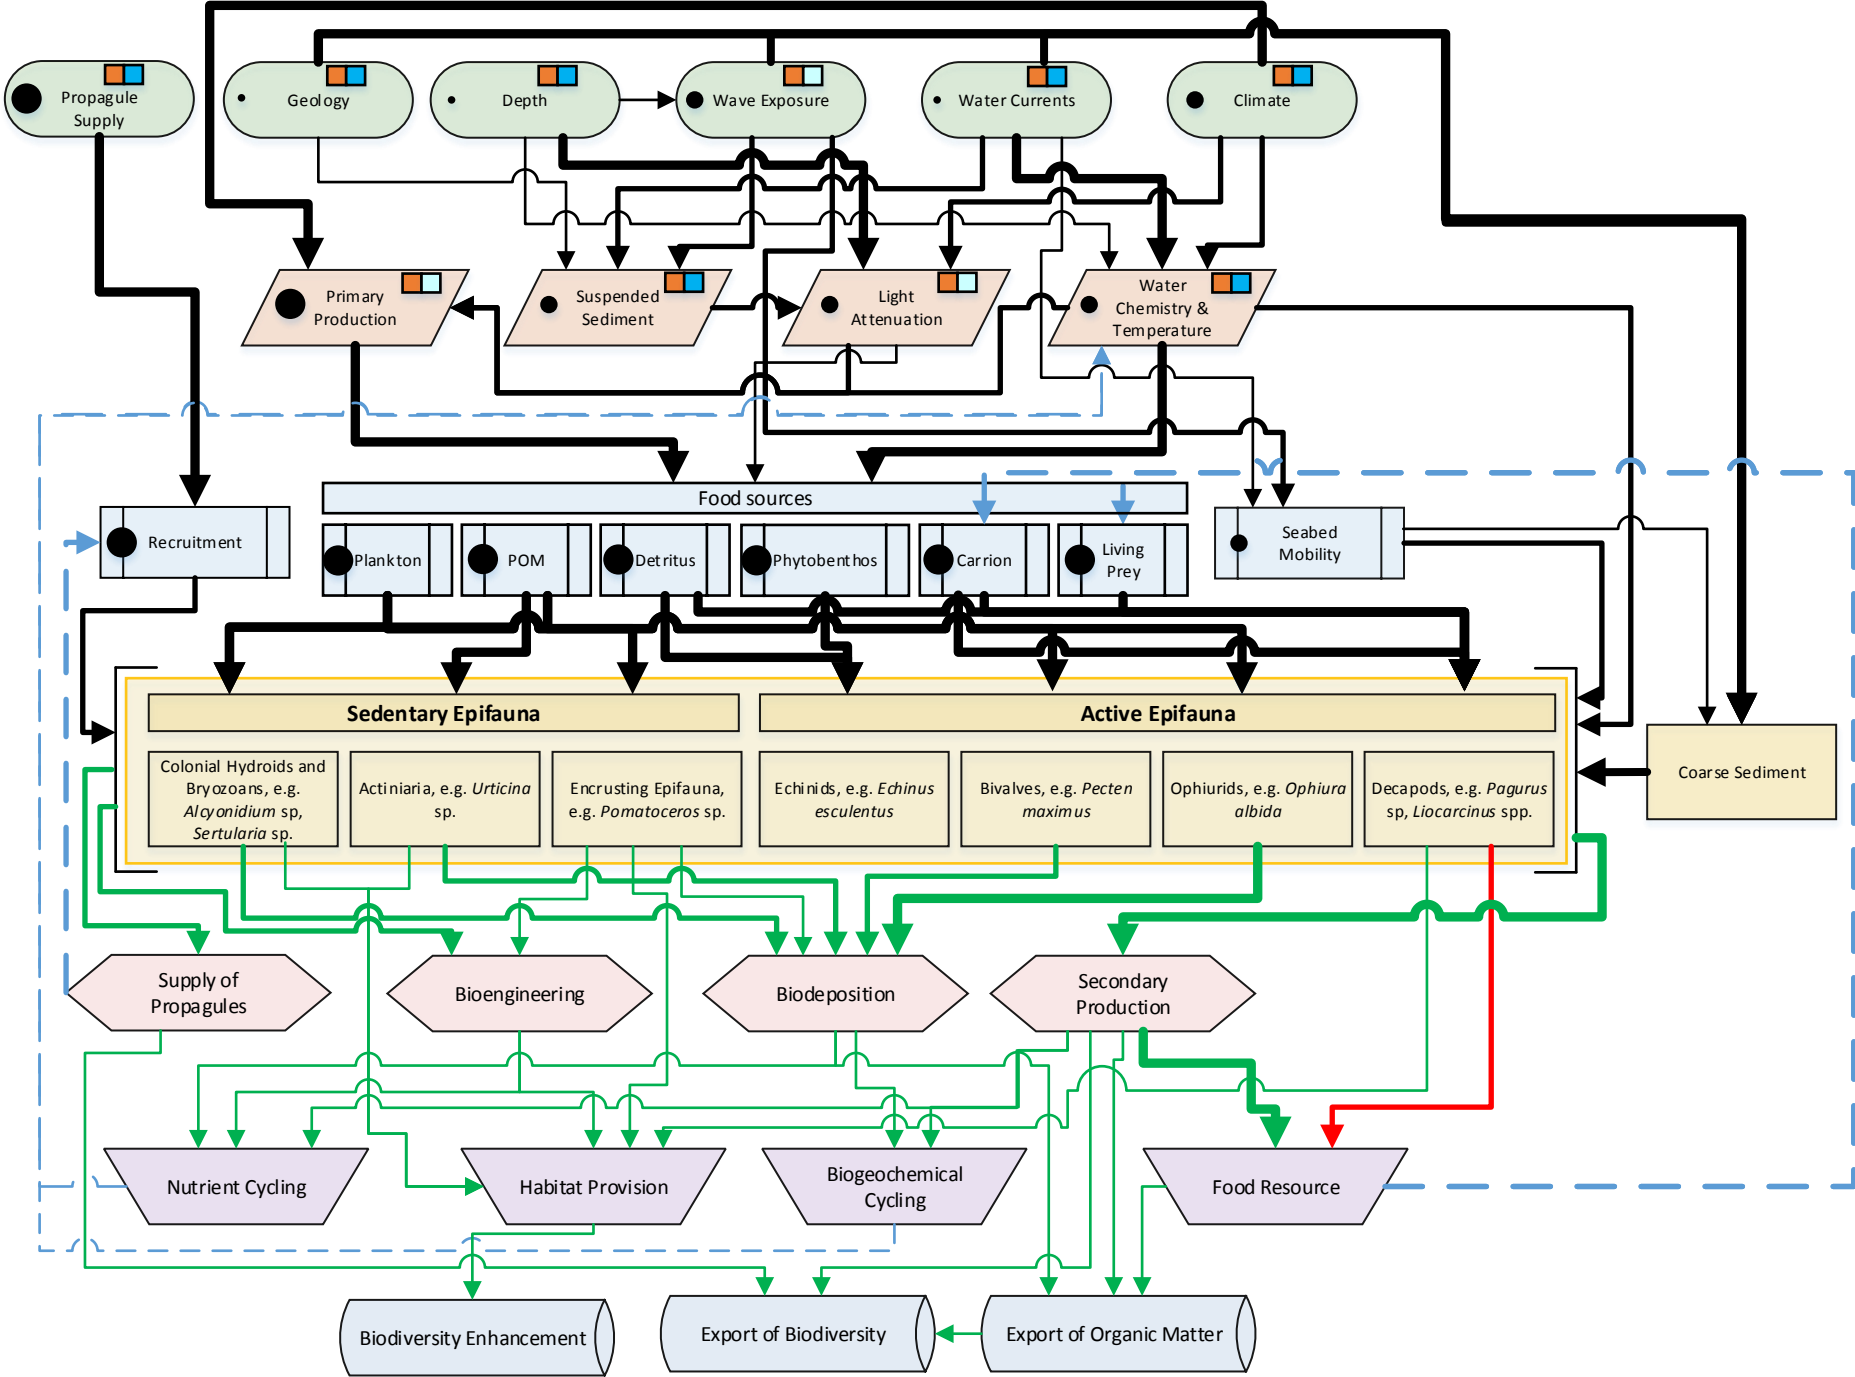 Propagule
Supply
Geology
Depth
Wave Exposure
Water Currents
Climate
Primary
Production
Suspended
Sediment
Light
Attenuation
Water
Chemistry &
Temperature
Food sources
Recruitment
Plankton
POM
Detritus
Phytobenthos
Carrion
Living
Prey
Seabed
Mobility
Sedentary Epifauna
Active Epifauna
Colonial Hydroids and
Bryozoans, e.g.
Alcyonidium sp,
Sertularia sp.
Actiniaria, e.g. Urticina
sp.
Encrusting Epifauna,
e.g. Pomatoceros sp.
Echinids, e.g. Echinus
esculentus
Bivalves, e.g. Pecten
maximus
Ophiurids, e.g. Ophiura
albida
Decapods, e.g. Pagurus
sp, Liocarcinus spp.
Coarse Sediment
Supply of
Propagules
Bioengineering
Biodeposition
Secondary
Production
Nutrient Cycling
Habitat Provision
Biogeochemical
Cycling
Food Resource
Biodiversity Enhancement
Export of Biodiversity
Export of Organic Matter